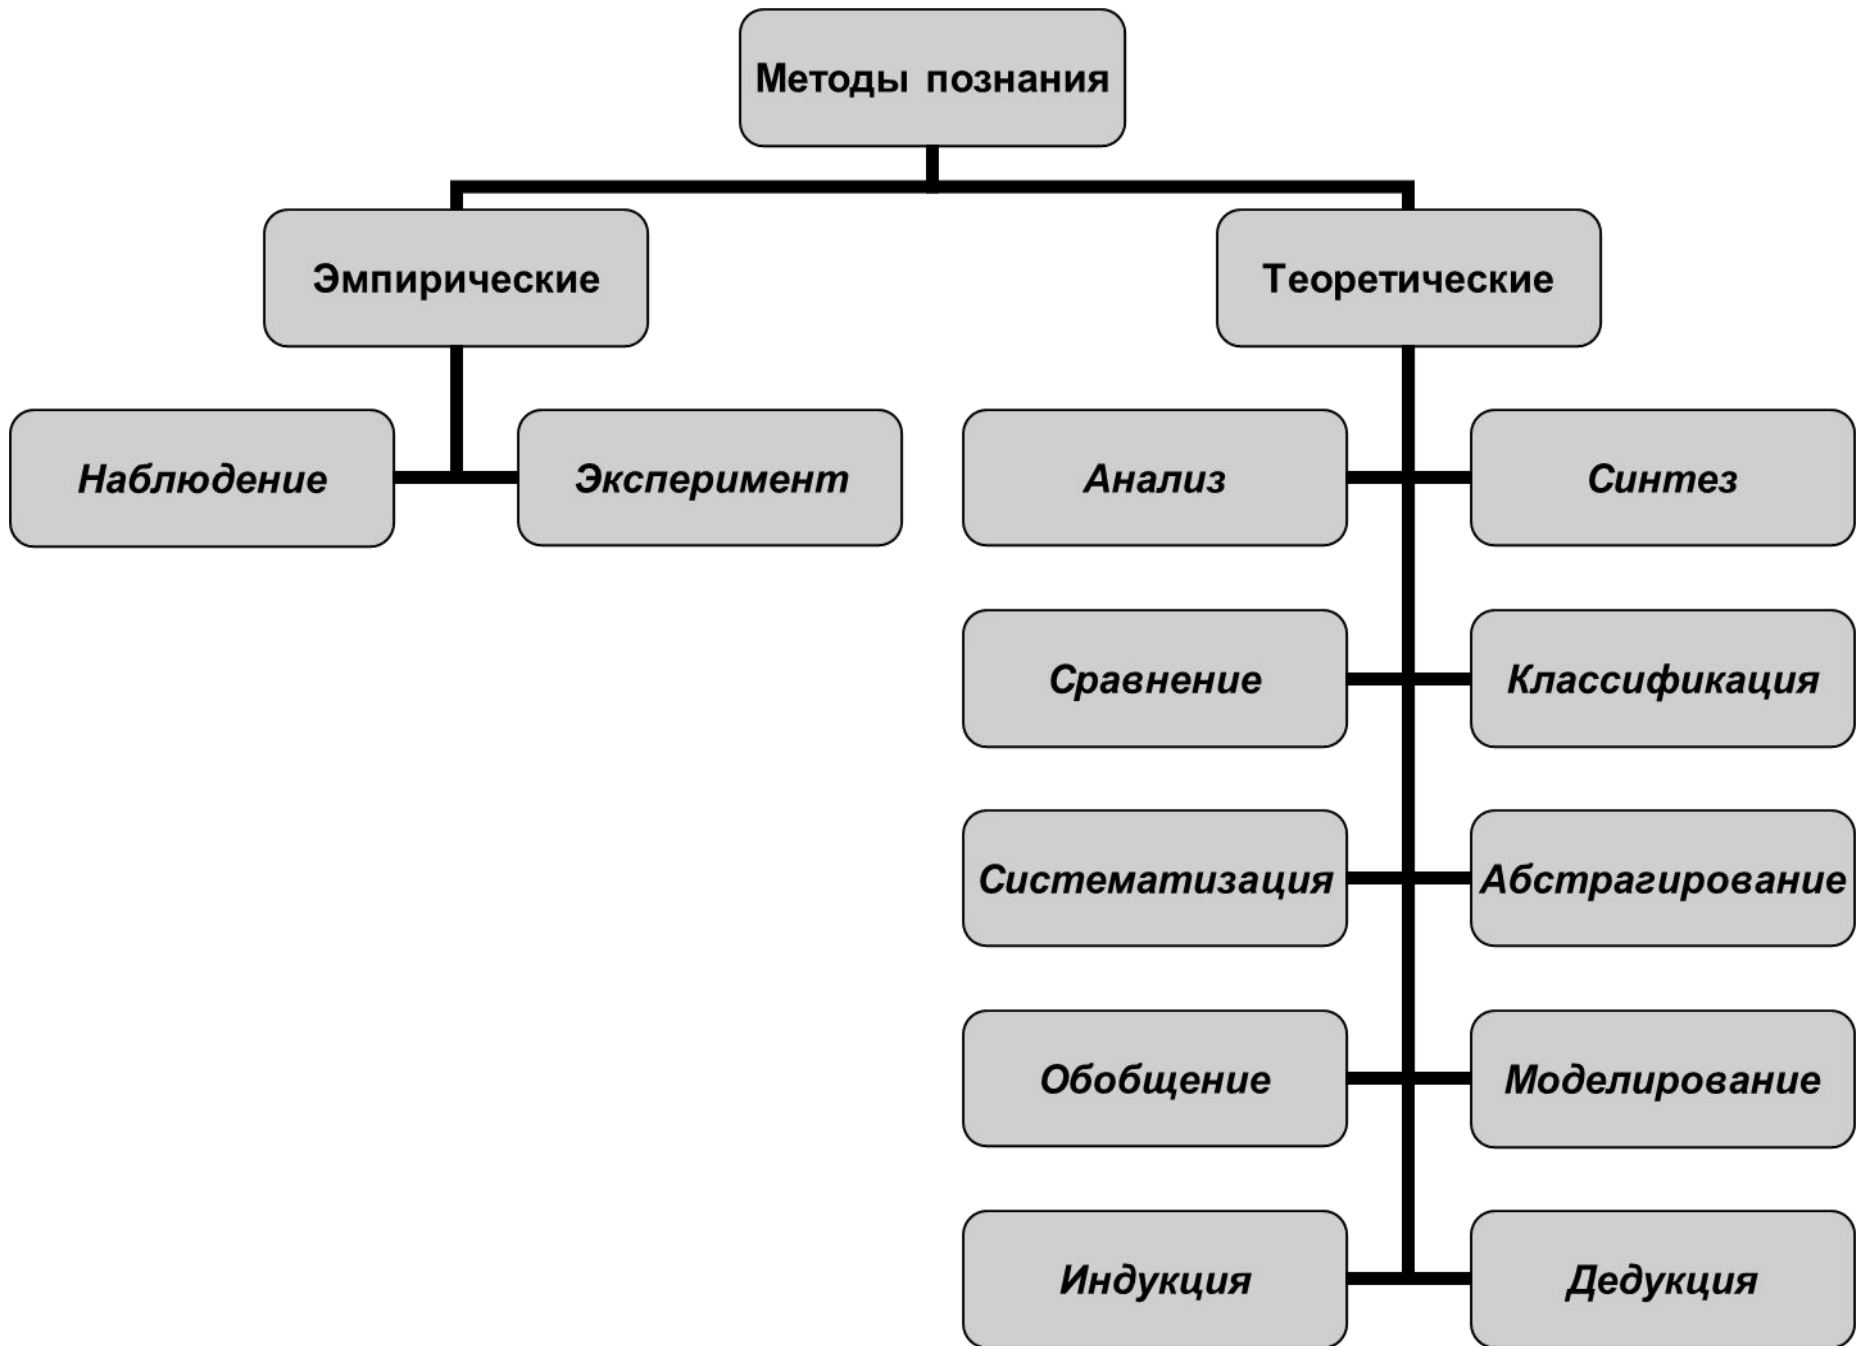 Методы познания
Эмпирические
Теоретические
Наблюдение
Эксперимент
Анализ
Синтез
Сравнение
Классификация
Систематизация
Абстрагирование
Обобщение
Моделирование
Индукция
Дедукция